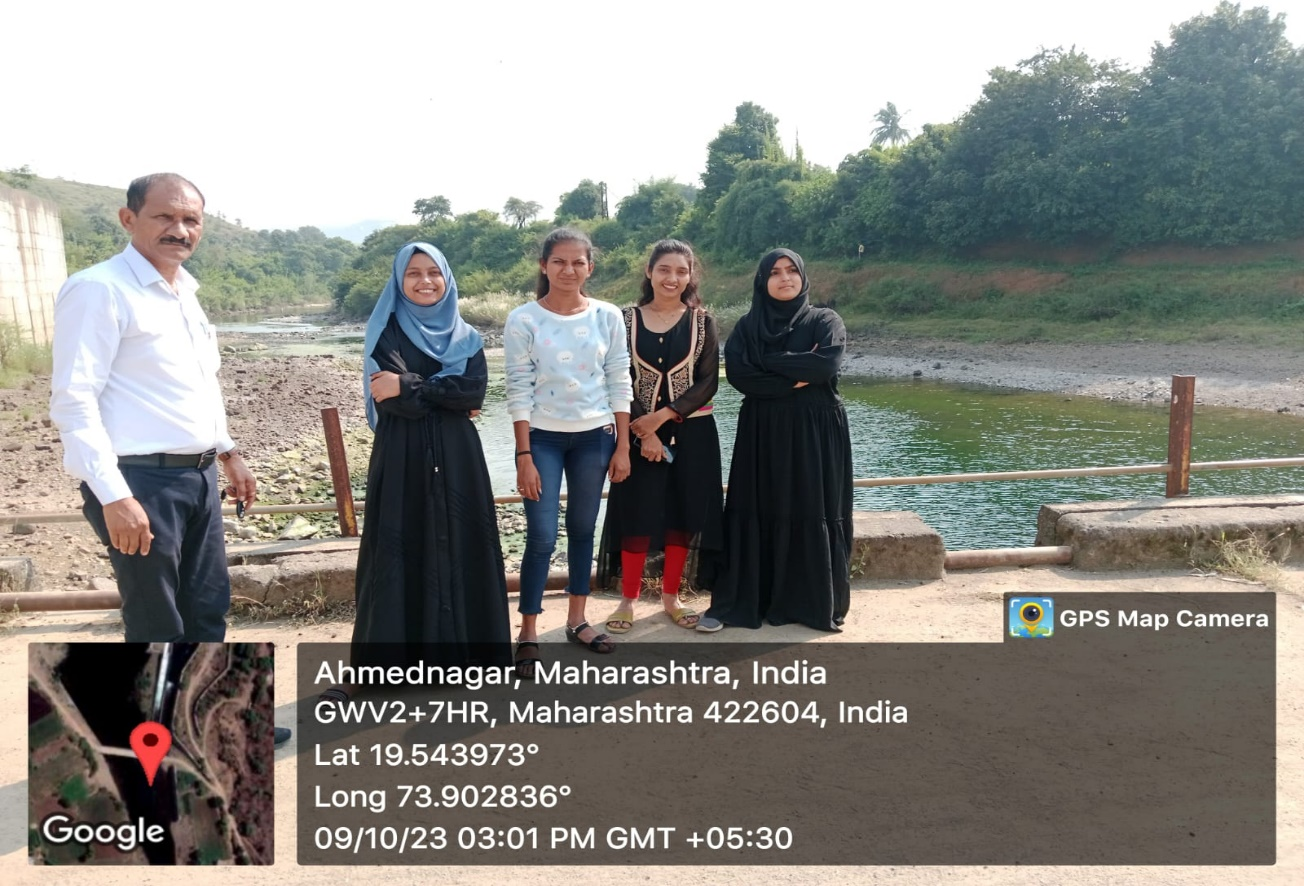 GPS Map Camera
Ahmednagar, Maharashtra, India
GWV2+7HR, Maharashtra 422604, India
Lat 19.543973°
Long 73.902836°
09/10/23 03:01 PM GMT +05:30
Google